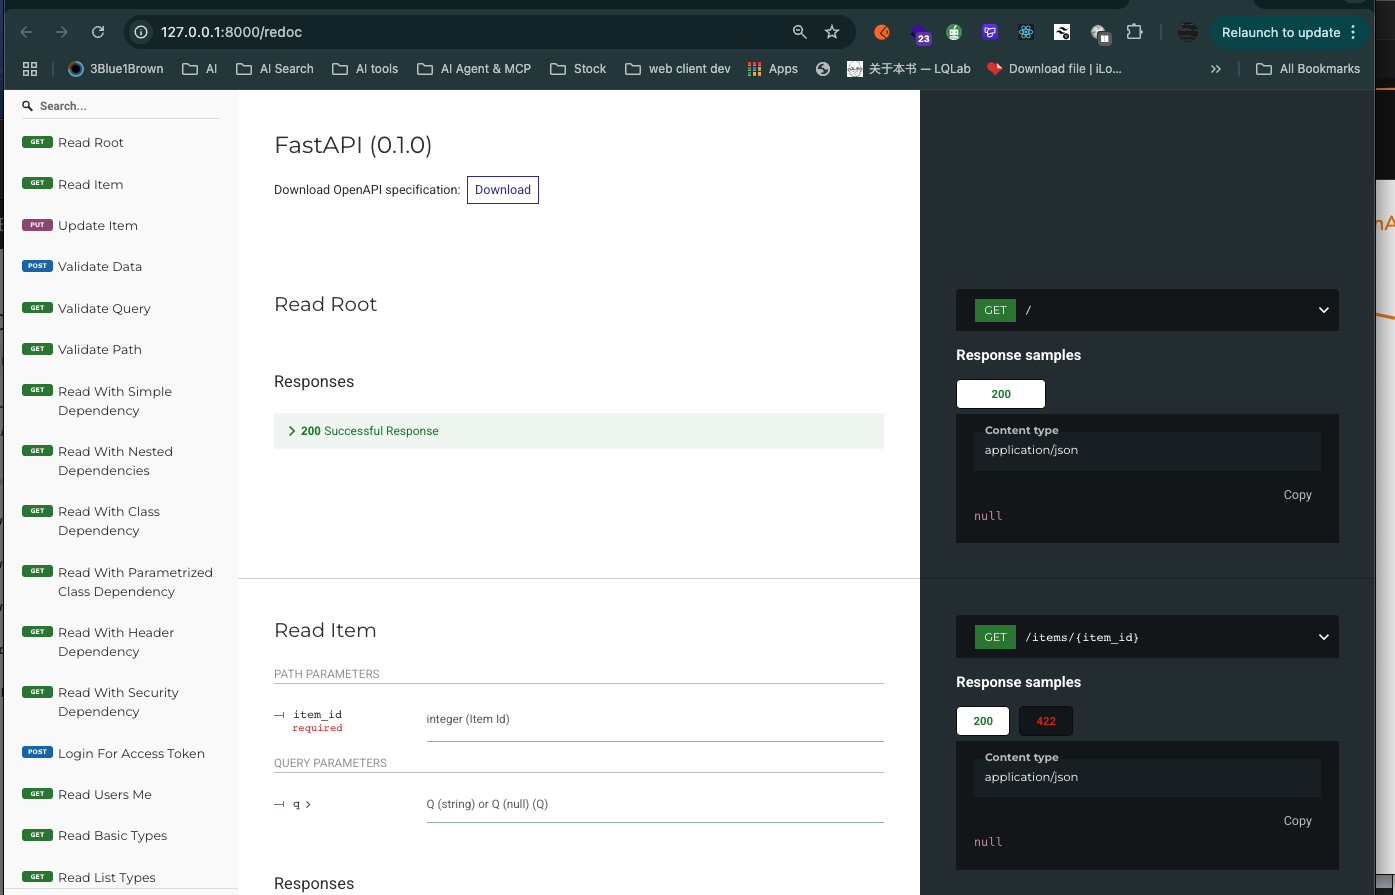 127.0.0.1:8000/redoc
23
Relaunch to update
3Blue1Brown
AI
AI Search
AI tools
AI Agent & MCP
Stock
web client dev
Apps
关于本书 — LQLab
Download file | iLo...
All Bookmarks
Search...
GET Read Root
GET Read Item
PUT Update Item
POST Validate Data
GET Validate Query
GET Validate Path
GET Read With Simple
Dependency
GET Read With Nested
Dependencies
GET Read With Class
Dependency
GET Read With Parametrized
Class Dependency
GET Read With Header
Dependency
GET Read With Security
Dependency
POST Login For Access Token
GET Read Users Me
GET Read Basic Types
GET Read List Types
FastAPI (0.1.0)
Download OpenAPI specification: Download
Read Root
Responses
200 Successful Response
GET /
Response samples
200
Content type
application/json
Copy
null
Read Item
PATH PARAMETERS
item_id
required
integer (Item Id)
QUERY PARAMETERS
q
Q (string) or Q (null) (Q)
Responses
GET /items/{item_id}
Response samples
200 422
Content type
application/json
Copy
null